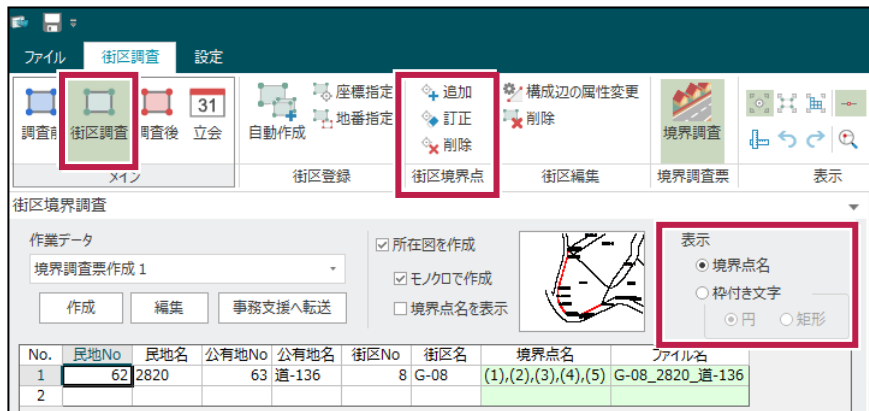 ファイル 街区調査 設定
調査前 街区調査 調査後 31 立会
自動作成 座標指定 地番指定
追加 訂正 削除
構成辺の属性変更 削除
境界調査
メイン 街区登録 街区境界点 街区編集 境界調査票 表示
街区境界調査
作業データ
境界調査票作成 1
作成 編集 事務支援へ転送
所在図を作成
モノクロで作成
境界点名を表示
表示
境界点名
枠付き文字
円 矩形
No. 民地No 民地名 公有地No 公有地名 街区No 街区名 境界点名 ファイル名
1 62 2820 63 道-136 8 G-08 (1),(2),(3),(4),(5) G-08_2820_道-136
2